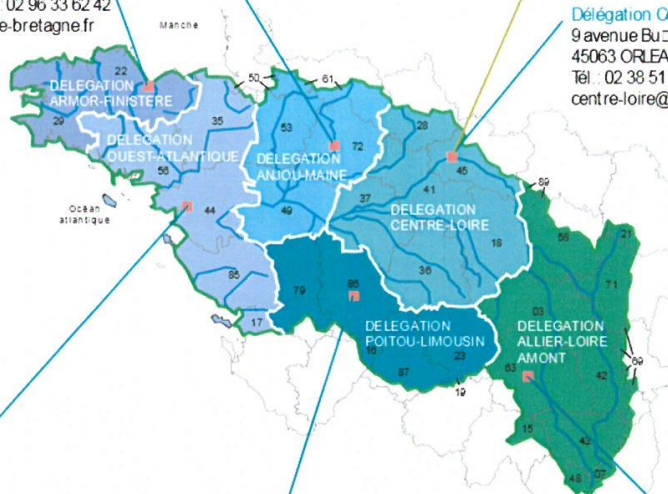 : 02 96 33 62 42
e-bretagne.fr
Manche
Délégation C
9 avenue Bu
45063 ORLEA
Tél. : 02 38 51
centre-loire@
22
DELEGATION
ARMOR-FINISTERE
29
35
50
61
53
72
28
DELEGATION
OUEST-ATLANTIQUE
56
DELEGATION
ANJOU-MAINE
45
89
Océan
atlantique
44
49
37
41
DELEGATION
CENTRE-LOIRE
18
36
58
21
71
85
79
86
17
03
DELEGATION
POITOU-LIMOUSIN
DELEGATION
ALLIER-LOIRE
AMONT
16
23
87
19
63
69
42
15
43
48
07